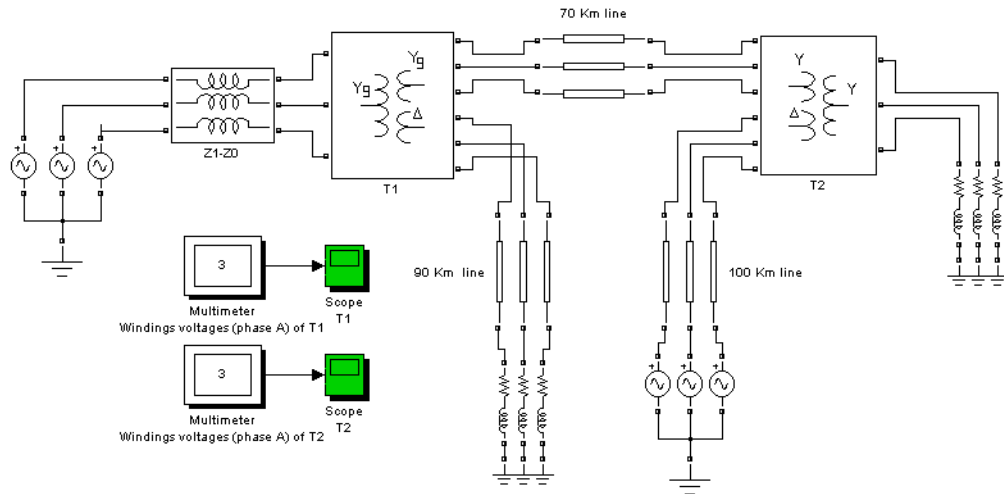 70 Km line
Yg
Yg
Δ
Y
Y
Δ
Z1-Z0
T1
T2
+
+
+
90 Km line
100 Km line
3
Multimeter
Windings voltages (phase A) of T1
Scope
T1
3
Multimeter
Windings voltages (phase A) of T2
Scope
T2
+
+
+